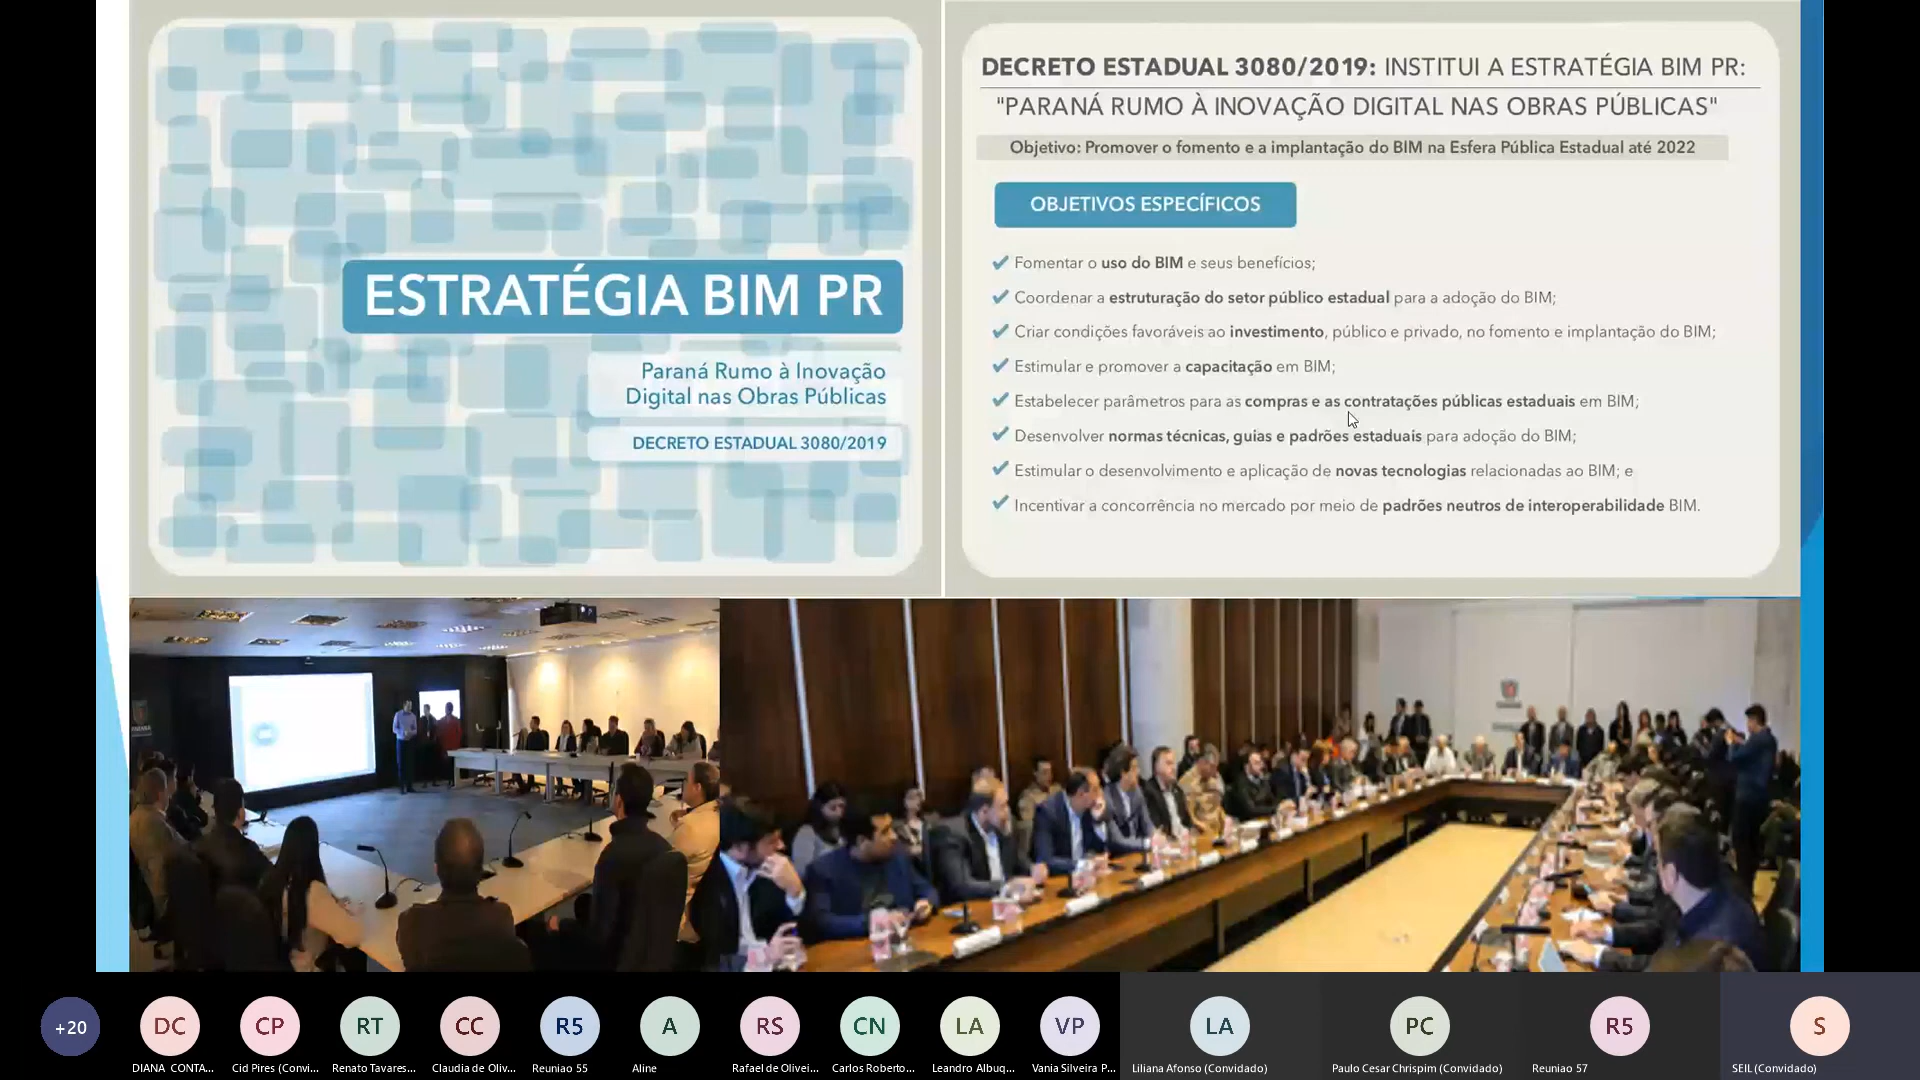 ESTRATÉGIA BIM PR
Paraná Rumo à Inovação
Digital nas Obras Públicas
DECRETO ESTADUAL 3080/2019
DECRETO ESTADUAL 3080/2019: INSTITUI A ESTRATÉGIA BIM PR:
"PARANÁ RUMO À INOVAÇÃO DIGITAL NAS OBRAS PÚBLICAS"
Objetivo: Promover o fomento e a implantação do BIM na Esfera Pública Estadual até 2022
OBJETIVOS ESPECÍFICOS
Fomentar o uso do BIM e seus benefícios;
Coordenar a estruturação do setor público estadual para a adoção do BIM;
Criar condições favoráveis ao investimento, público e privado, no fomento e implantação do BIM;
Estimular e promover a capacitação em BIM;
Estabelecer parâmetros para as compras e as contratações públicas estaduais em BIM;
Desenvolver normas técnicas, guias e padrões estaduais para adoção do BIM;
Estimular o desenvolvimento e aplicação de novas tecnologias relacionadas ao BIM; e
Incentivar a concorrência no mercado por meio de padrões neutros de interoperabilidade BIM.
+20
DC
CP
RT
CC
R5
A
RS
CN
LA
VP
LA
PC
R5
S
DIANA CONTA...
Cid Pires (Convi...
Renato Tavares...
Claudia de Oliv...
Reuniao 55
Aline
Rafael de Olivei...
Carlos Roberto...
Leandro Albuq...
Vania Silveira P...
Liliana Afonso (Convidado)
Paulo Cesar Chrispim (Convidado)
Reuniao 57
SEIL (Convidado)